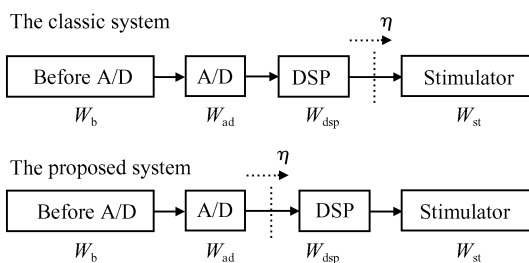 The classic system
η
Before A/D A/D DSP Stimulator
W_b W_ad W_dsp W_st
The proposed system
η
Before A/D A/D DSP Stimulator
W_b W_ad W_dsp W_st